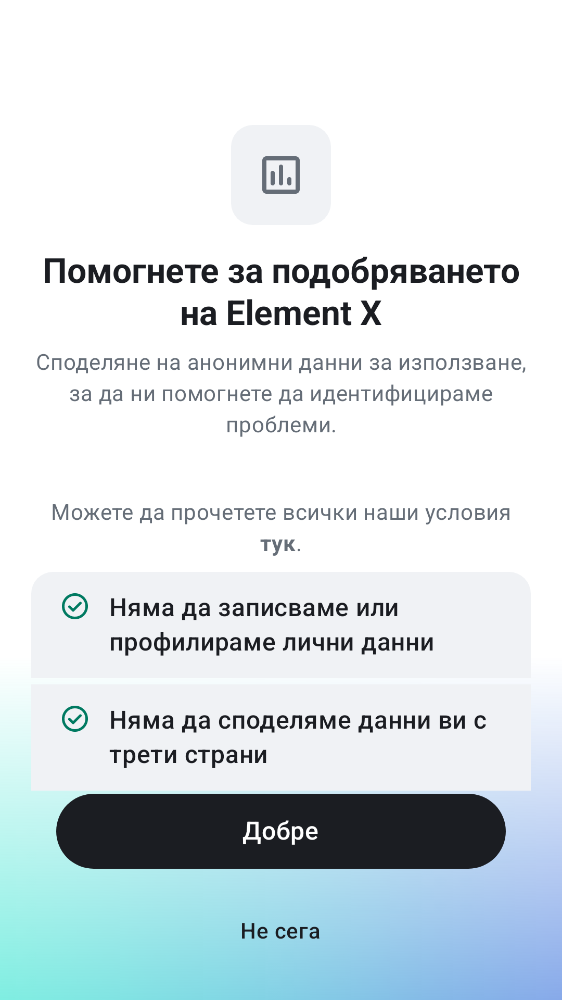 Помогнете за подобряването
на Element X
Споделяне на анонимни данни за използване,
за да ни помогнете да идентифицираме
проблеми.
Можете да прочетете всички наши условия
тук.
Няма да записваме или
профилираме лични данни
Няма да споделяме данни ви с
трети страни
Добре
Не сега